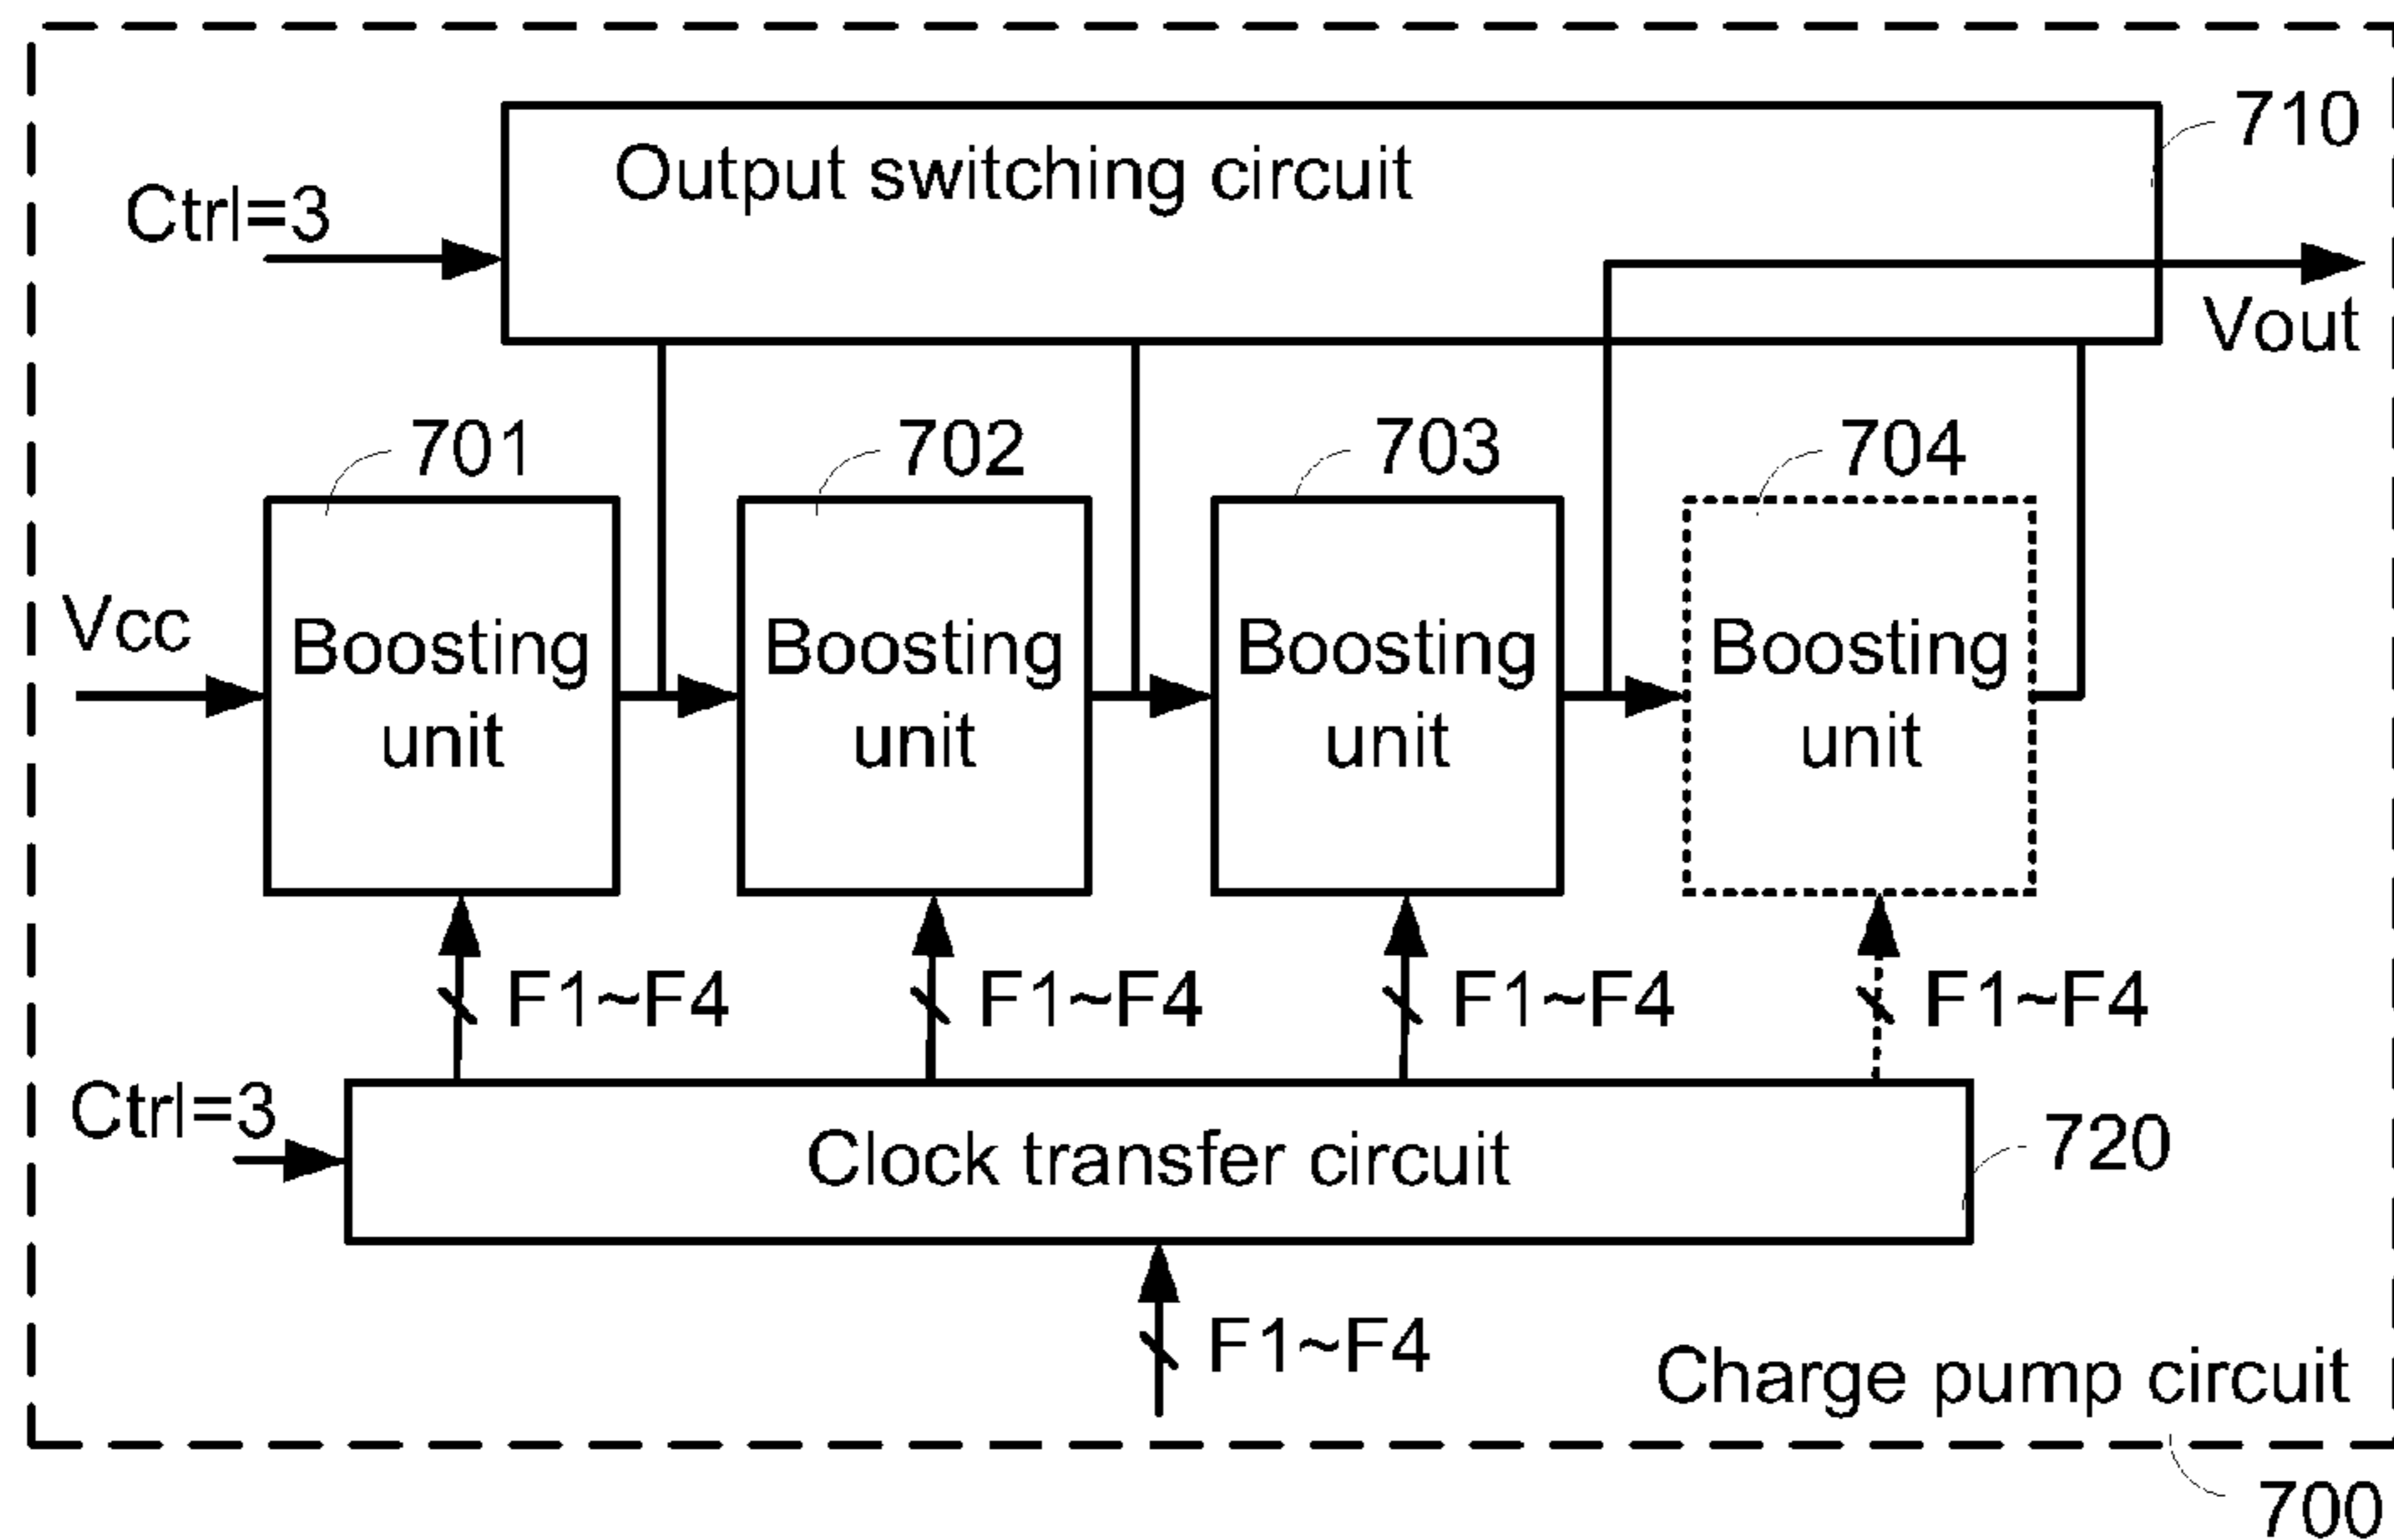 710
Output switching circuit
Ctrl=3
Vout
701
702
703
704
Vcc
Boosting
unit
Boosting
unit
Boosting
unit
Boosting
unit
F1~F4
F1~F4
F1~F4
F1~F4
Ctrl=3
Clock transfer circuit
720
F1~F4
Charge pump circuit
700